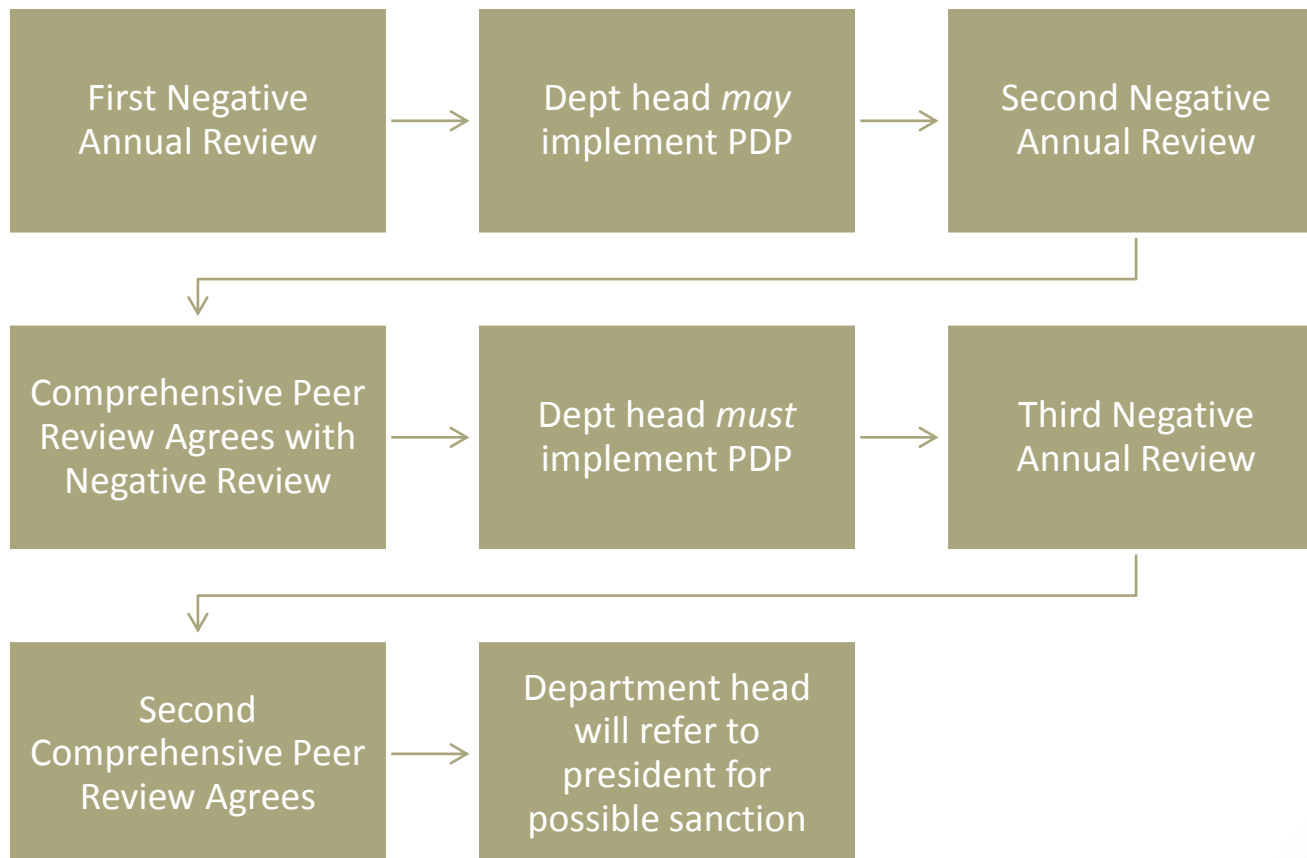 First Negative
Annual Review
Dept head may
implement PDP
Second Negative
Annual Review
Comprehensive Peer
Review Agrees with
Negative Review
Dept head must
implement PDP
Third Negative
Annual Review
Second
Comprehensive Peer
Review Agrees
Department head
will refer to
president for
possible sanction